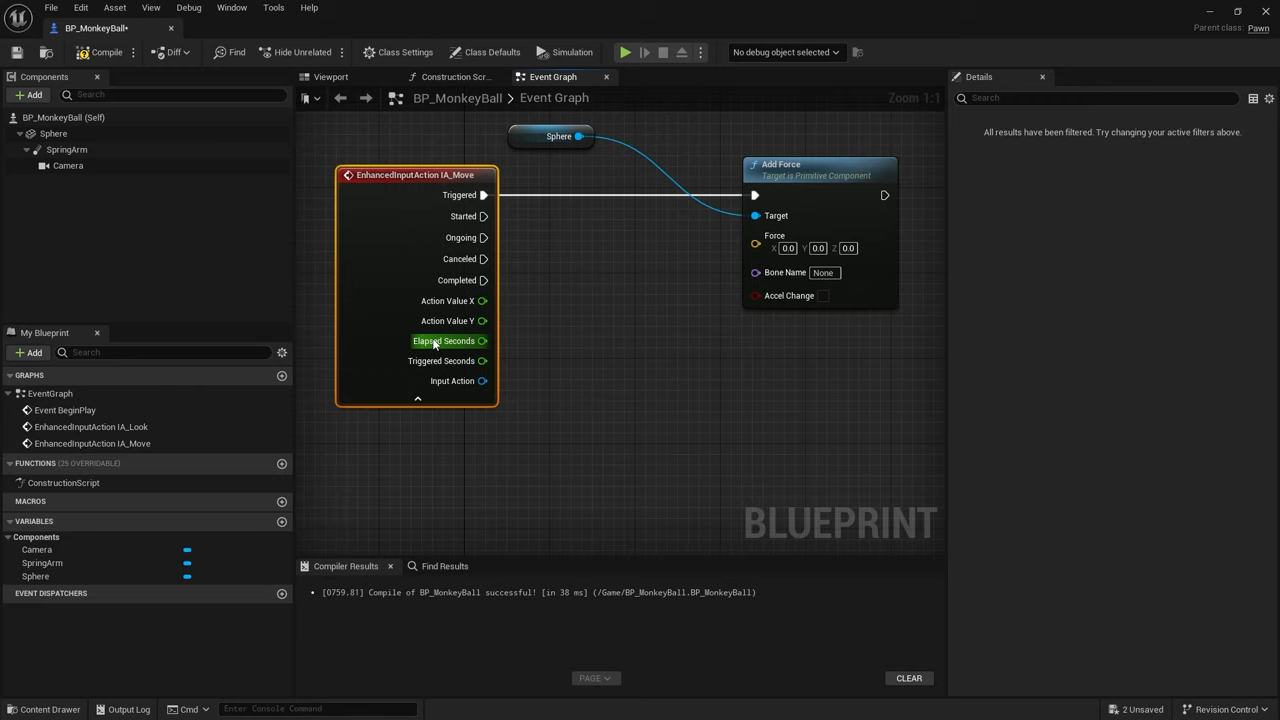 File Edit Asset View Debug Window Tools Help
BP_MonkeyBall•
Parent class: Pawn
Compile Diff Find Hide Unrelated Class Settings Class Defaults Simulation No debug object selected
Components
Add Search
BP_MonkeyBall (Self)
Sphere
SpringArm
Camera
My Blueprint
Add Search
GRAPHS
EventGraph
Event BeginPlay
EnhancedInputAction IA_Look
EnhancedInputAction IA_Move
FUNCTIONS (25 OVERRIDABLE)
ConstructionScript
MACROS
VARIABLES
Components
Camera
SpringArm
Sphere
EVENT DISPATCHERS
Viewport Construction Scr... Event Graph
BP_MonkeyBall > Event Graph Zoom 1:1
Sphere
EnhancedInputAction IA_Move
Triggered
Started
Ongoing
Canceled
Completed
Action Value X
Action Value Y
Elapsed Seconds
Triggered Seconds
Input Action
Add Force
Target is Primitive Component
Target
Force
X 0.0 Y 0.0 Z 0.0
Bone Name None
Accel Change
BLUEPRINT
Compiler Results Find Results
• [0759.81] Compile of BP_MonkeyBall successful! [in 38 ms] (/Game/BP_MonkeyBall.BP_MonkeyBall)
PAGE CLEAR
Details
Search
All results have been filtered. Try changing your active filters above.
Content Drawer Output Log Cmd Enter Console Command 2 Unsaved Revision Control